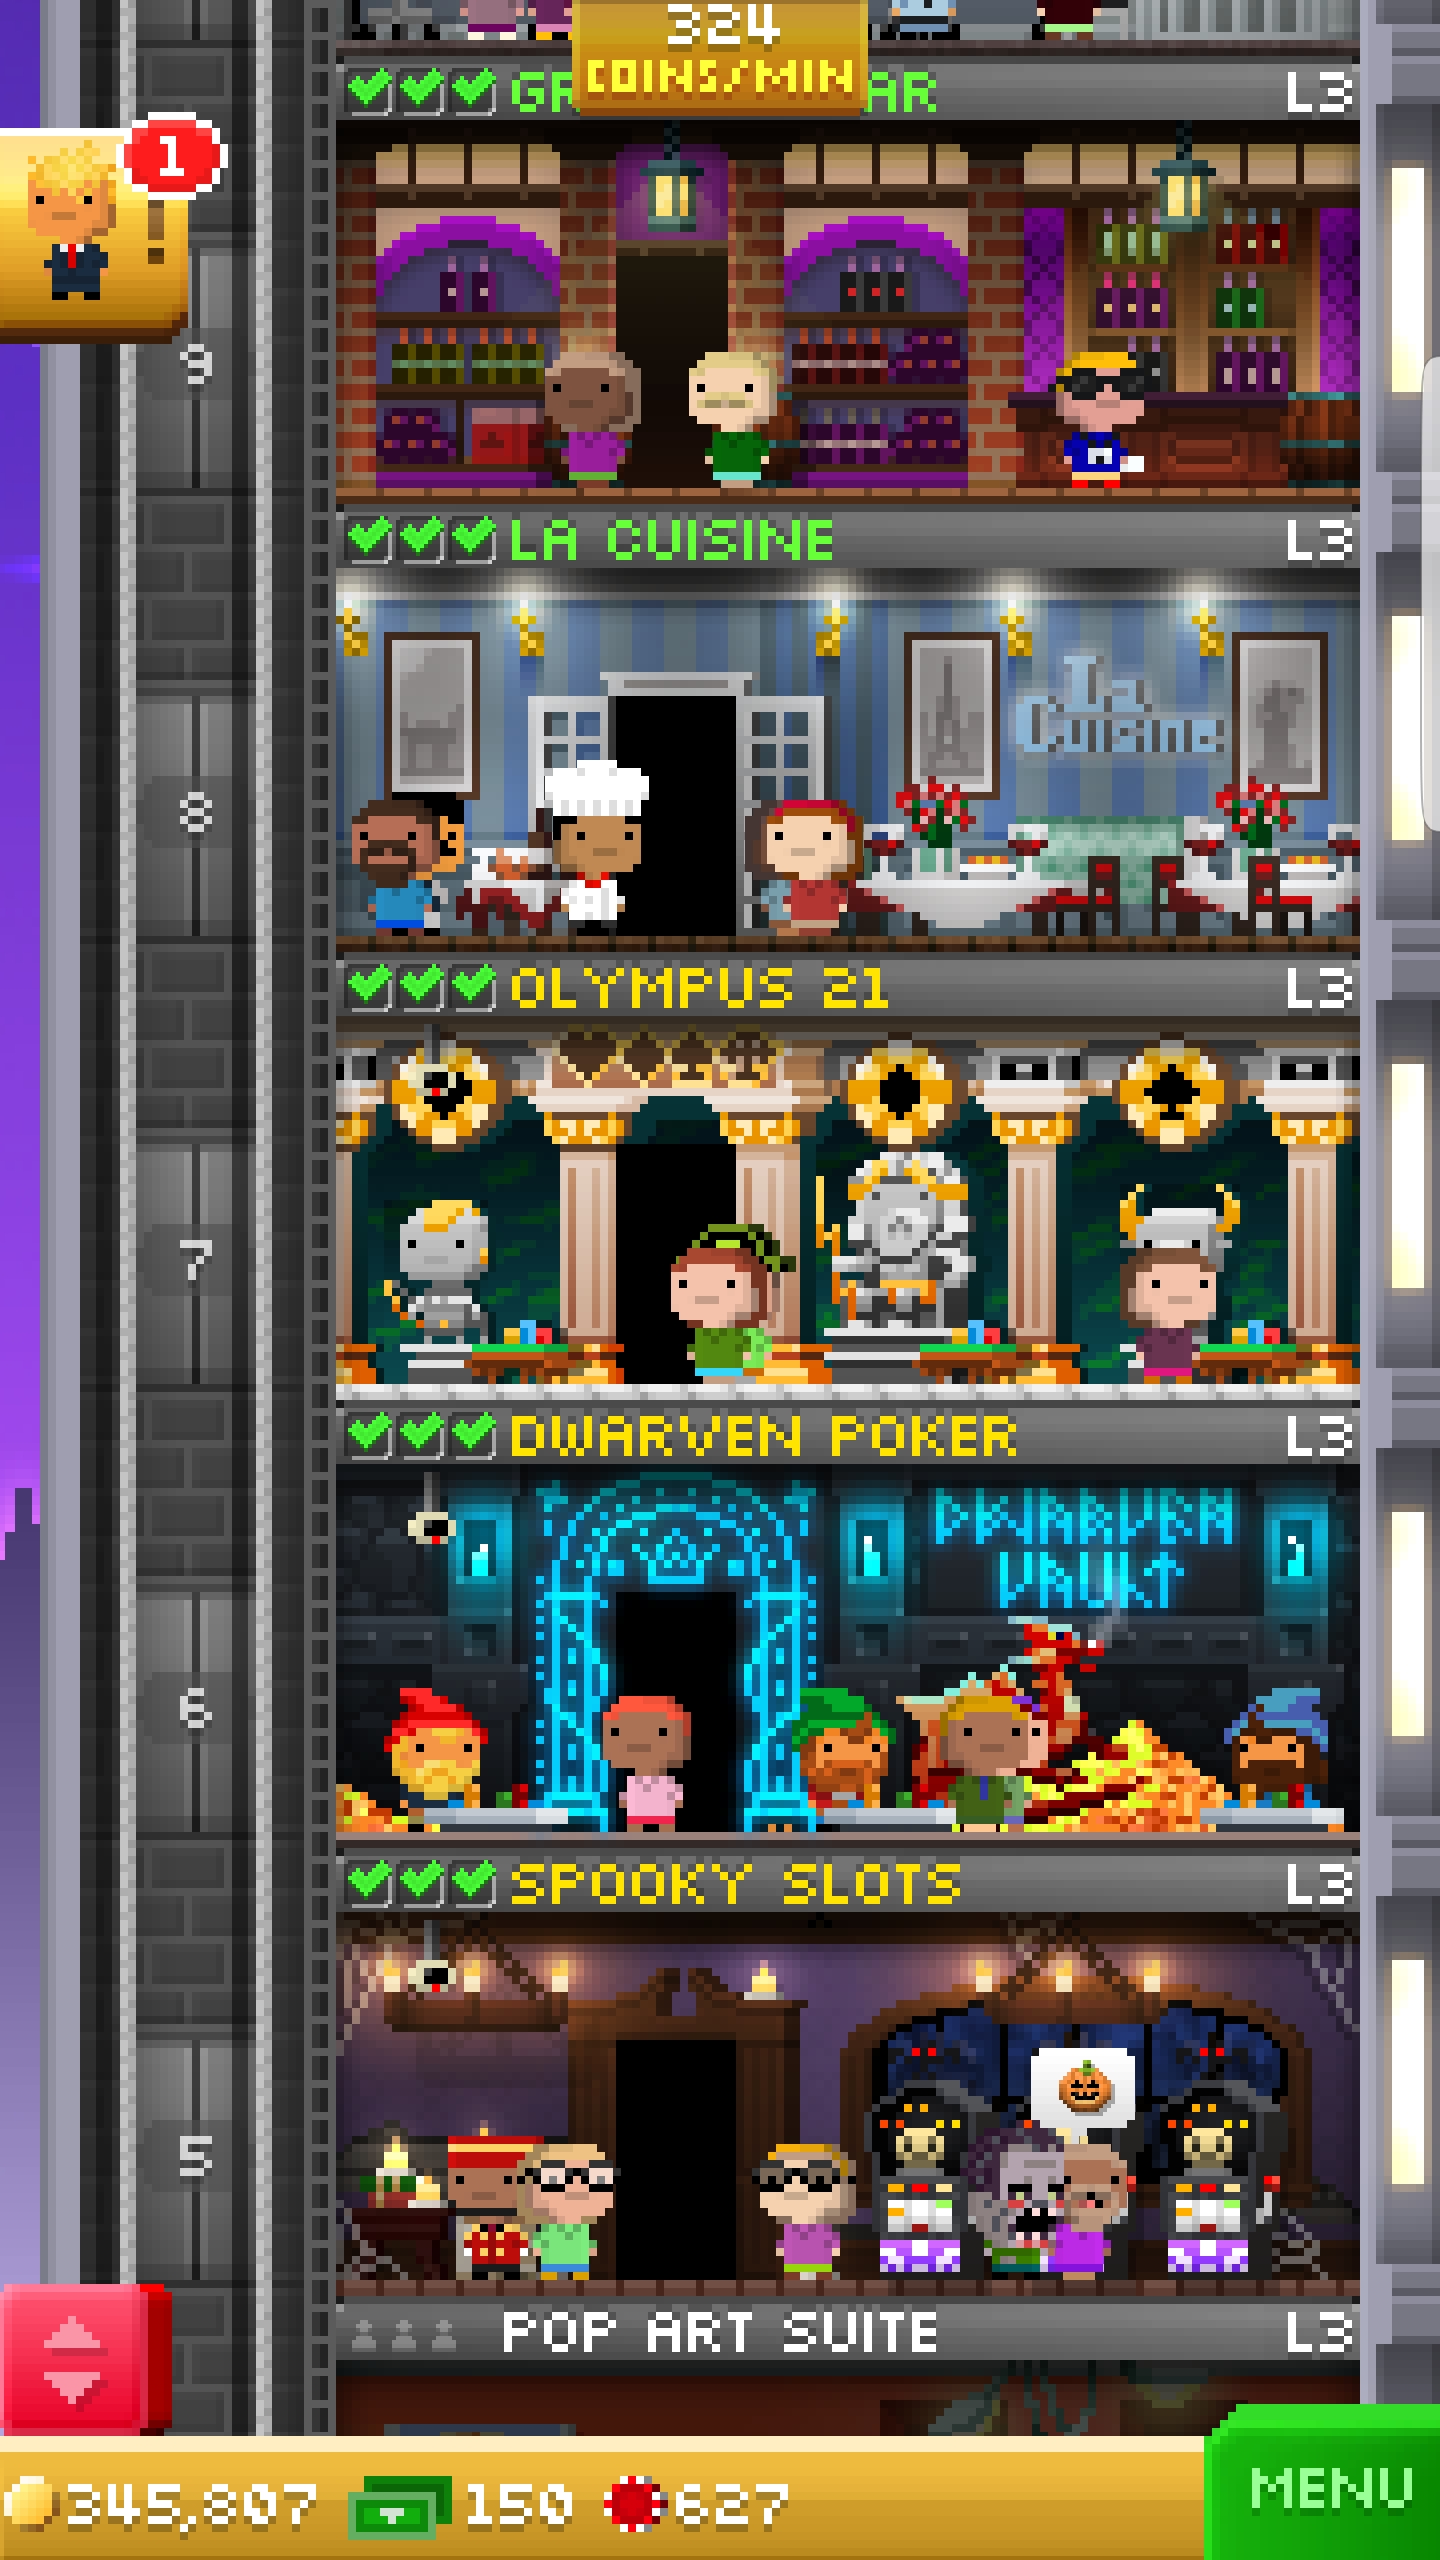 324
COINS/MIN
GR AR L3
1
!
9
LA CUISINE L3
La
Cuisine
8
OLYMPUS 21 L3
7
DWARVEN POKER L3
DWARVEN
VAULT
6
SPOOKY SLOTS L3
5
POP ART SUITE L3
345,807 150 627
MENU